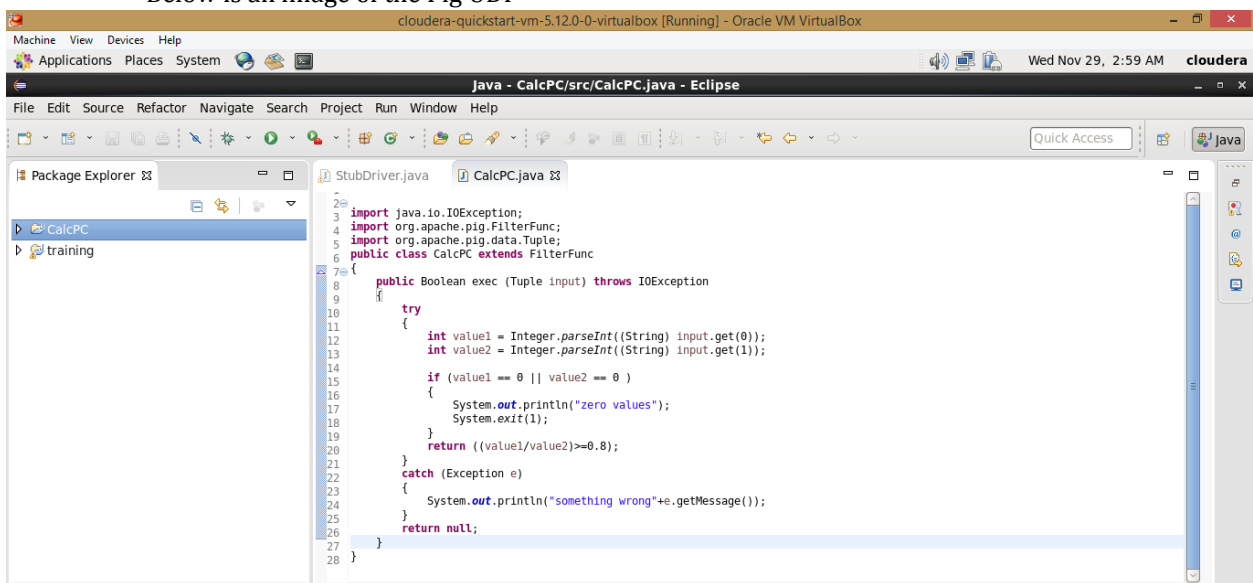 Below is an image of the Pig UDF
cloudera-quickstart-vm-5.12.0-0-virtualbox [Running] - Oracle VM VirtualBox
Machine View Devices Help
Applications Places System Wed Nov 29, 2:59 AM cloudera
Java - CalcPC/src/CalcPC.java - Eclipse
File Edit Source Refactor Navigate Search Project Run Window Help
Quick Access Java
Package Explorer StubDriver.java CalcPC.java
CalcPC
training
2
3 import java.io.IOException;
4 import org.apache.pig.FilterFunc;
5 import org.apache.pig.data.Tuple;
6 public class CalcPC extends FilterFunc
7 {
8 public Boolean exec (Tuple input) throws IOException
9 {
10 try
11 {
12 int value1 = Integer.parseInt((String) input.get(0));
13 int value2 = Integer.parseInt((String) input.get(1));
14
15 if (value1 == 0 || value2 == 0 )
16 {
17 System.out.println("zero values");
18 System.exit(1);
19 }
20 return ((value1/value2)>=0.8);
21 }
22 catch (Exception e)
23 {
24 System.out.println("something wrong"+e.getMessage());
25 }
26 return null;
27 }
28 }